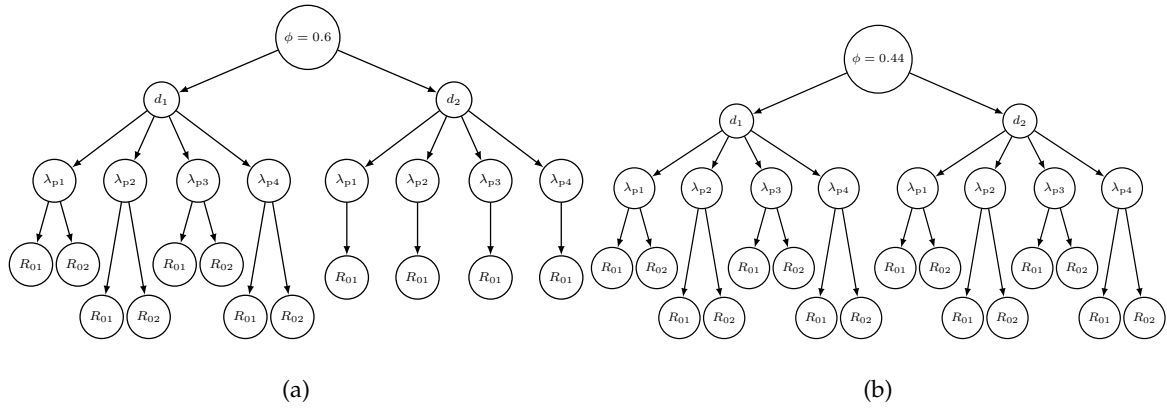 ϕ = 0.6
d₁ d₂
λp1 λp2 λp3 λp4 λp1 λp2 λp3 λp4
R₀₁ R₀₂ R₀₁ R₀₂ R₀₁ R₀₁ R₀₁ R₀₁
R₀₁ R₀₂ R₀₁ R₀₂
(a)
ϕ = 0.44
d₁ d₂
λp1 λp2 λp3 λp4 λp1 λp2 λp3 λp4
R₀₁ R₀₂ R₀₁ R₀₂ R₀₁ R₀₂ R₀₁ R₀₂
R₀₁ R₀₂ R₀₁ R₀₂ R₀₁ R₀₂ R₀₁ R₀₂
(b)